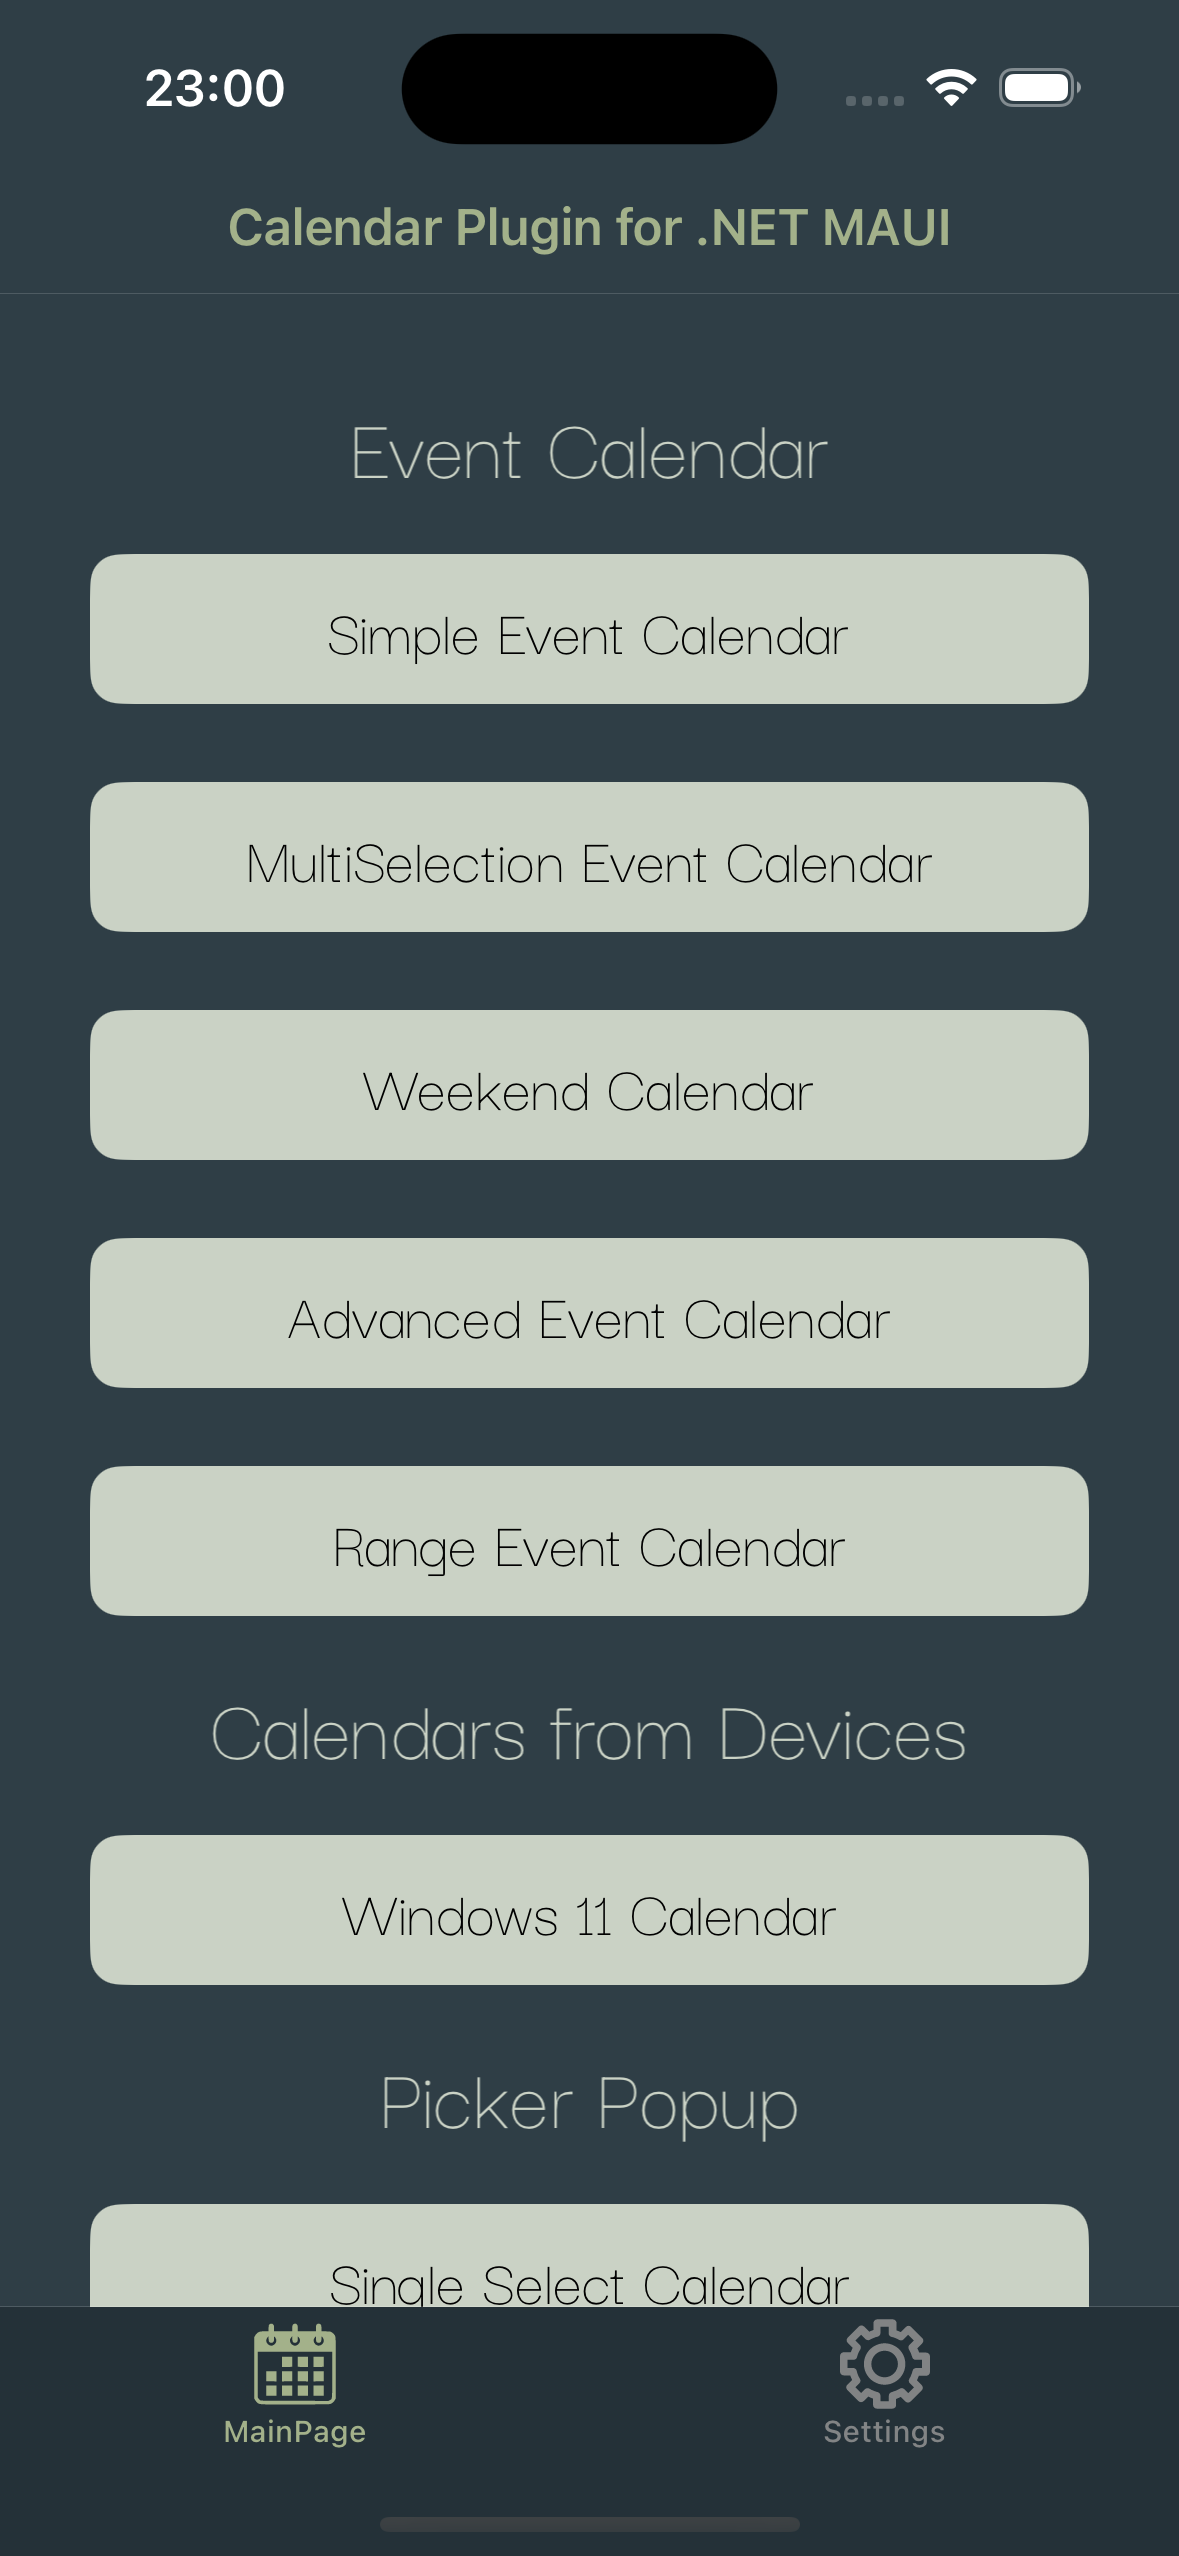 23:00
Calendar Plugin for .NET MAUI
Event Calendar
Simple Event Calendar
MultiSelection Event Calendar
Weekend Calendar
Advanced Event Calendar
Range Event Calendar
Calendars from Devices
Windows 11 Calendar
Picker Popup
Single Select Calendar
MainPage
Settings